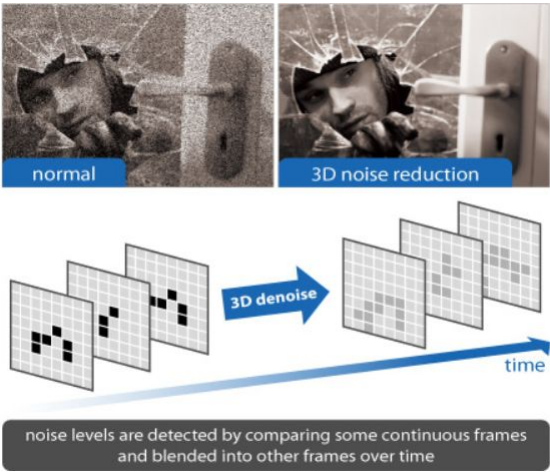 normal
3D noise reduction
3D denoise
time
noise levels are detected by comparing some continuous frames
and blended into other frames over time